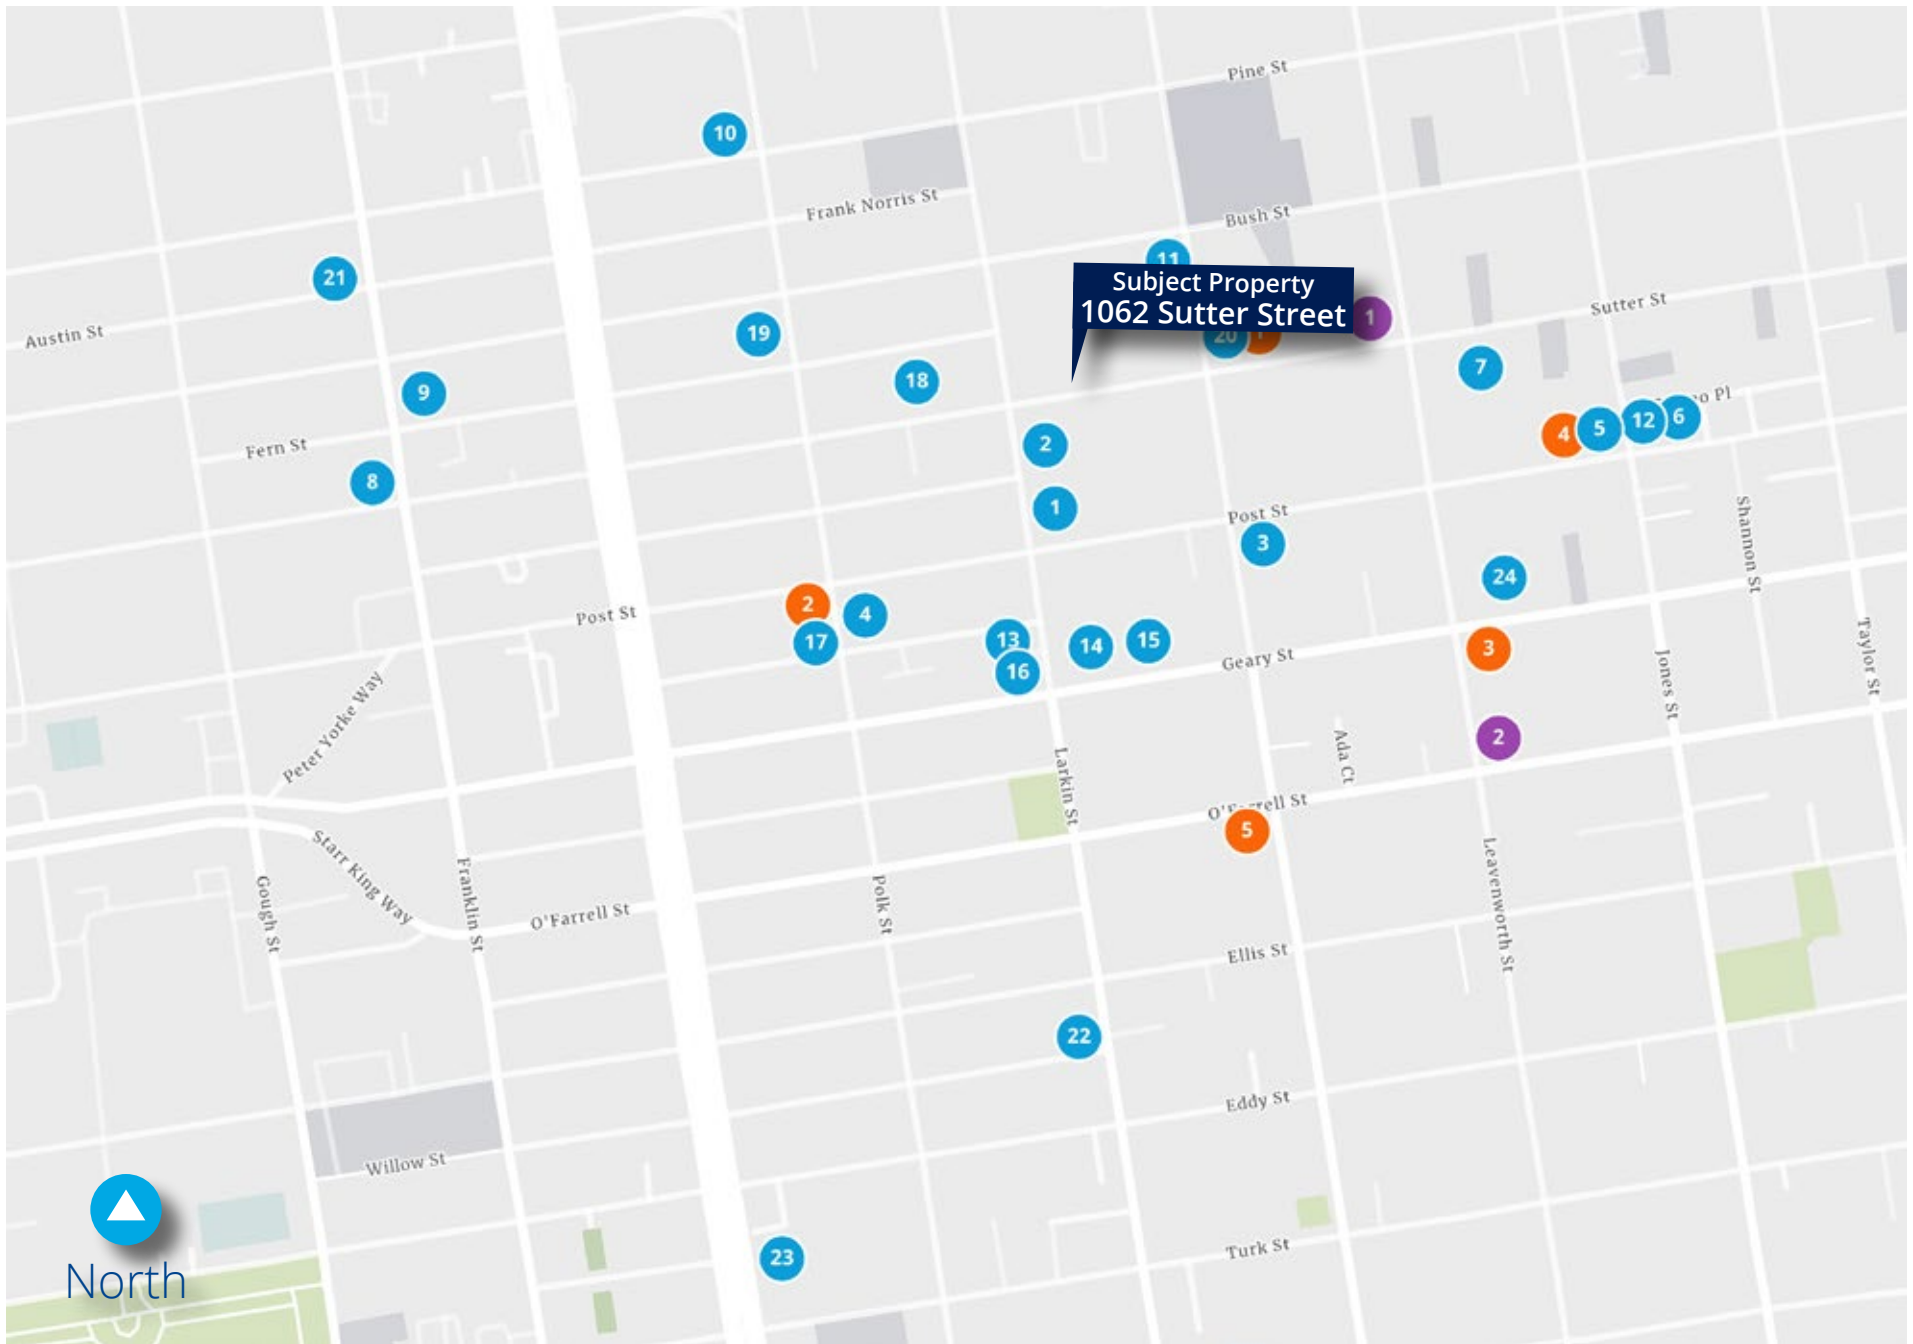 Pine St
10
Frank Norris St
Bush St
11
21
Subject Property
1062 Sutter Street
1
20
Sutter St
Austin St
19
18
7
9
2
4
5
12
6
Pl
Fern St
8
1
Post St
3
Shannon St
24
2
4
Post St
17
13
14
15
16
3
Geary St
Jones St
Taylor St
Peter Yorke Way
2
Ada Ct
Larkin St
O'Farrell St
5
Starr King Way
Franklin St
Gough St
Polk St
O'Farrell St
Leavenworth St
Ellis St
22
Eddy St
Willow St
Turk St
23
North